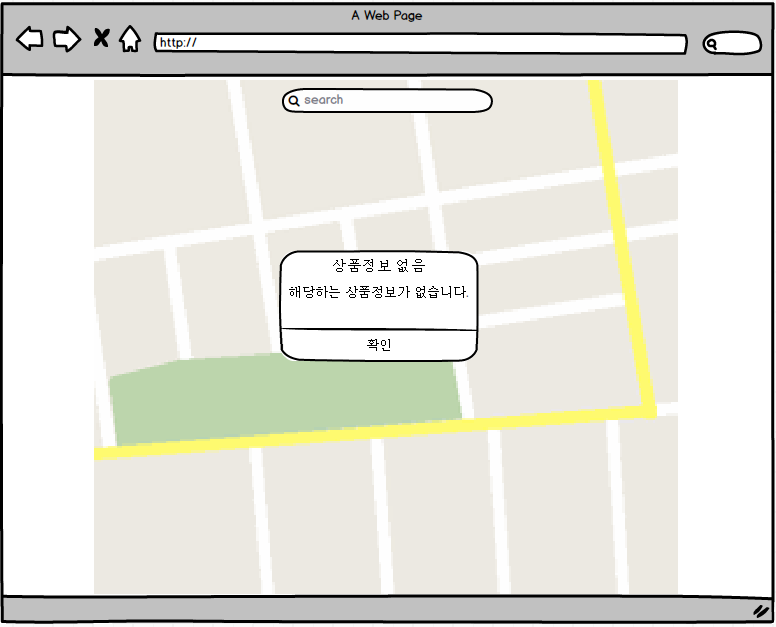 A Web Page
http://
search
상품정보 없음
해당하는 상품정보가 없습니다.
확인